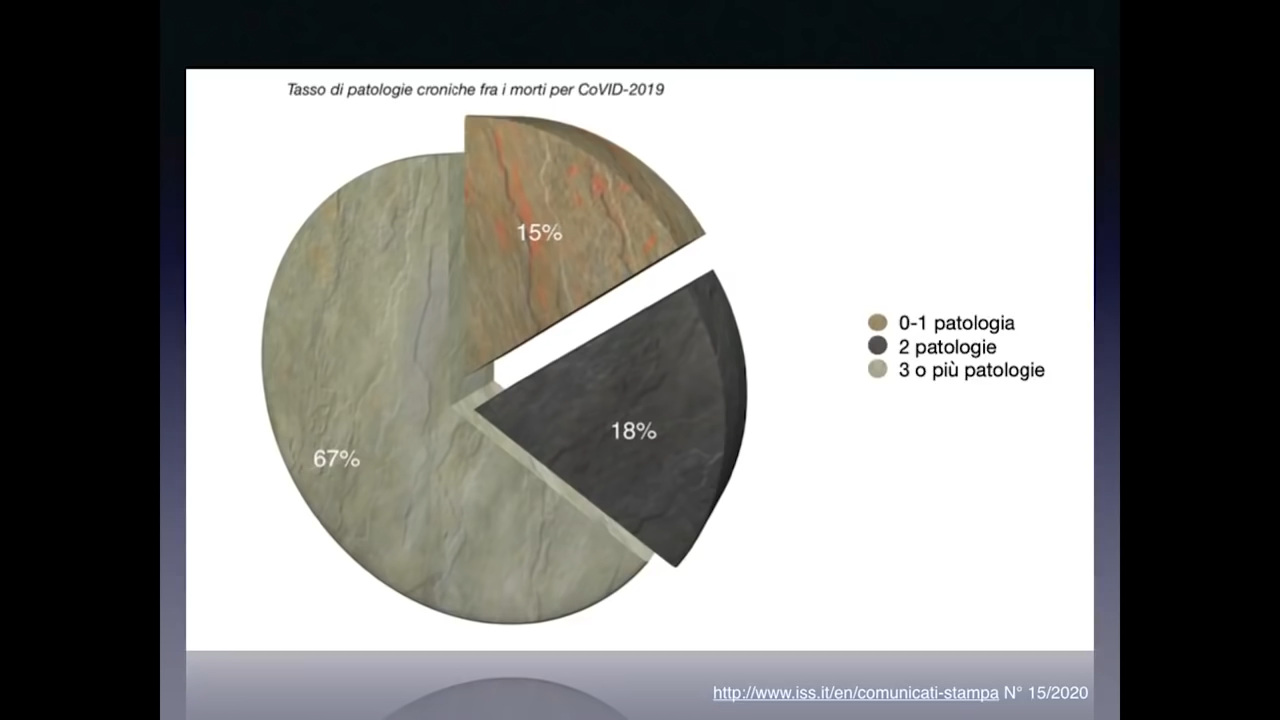 Tasso di patologie croniche fra i morti per CoVID-2019
15%
18%
67%
0-1 patologia
2 patologie
3 o più patologie
http://www.iss.it/en/comunicati-stampa N° 15/2020